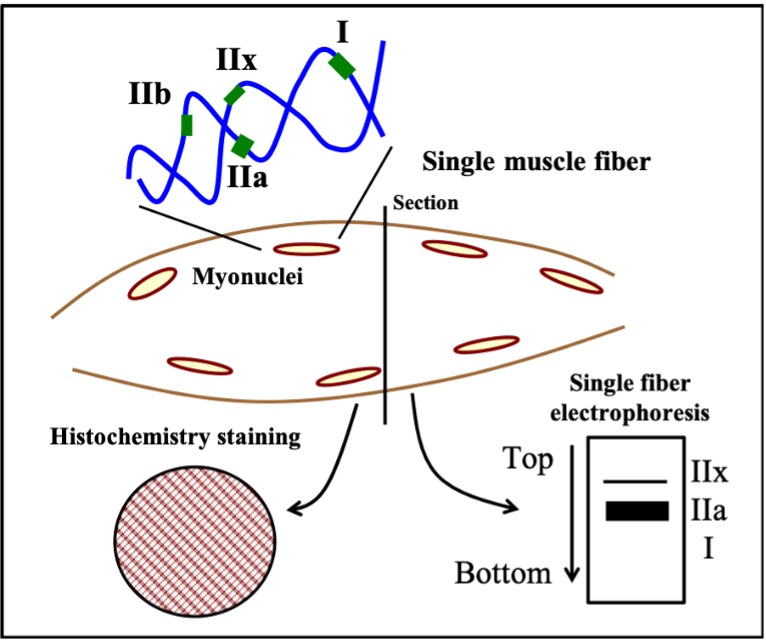 I
IIx
IIb
IIa
Single muscle fiber
Section
Myonuclei
Single fiber
electrophoresis
Histochemistry staining
Top
IIx
IIa
I
Bottom